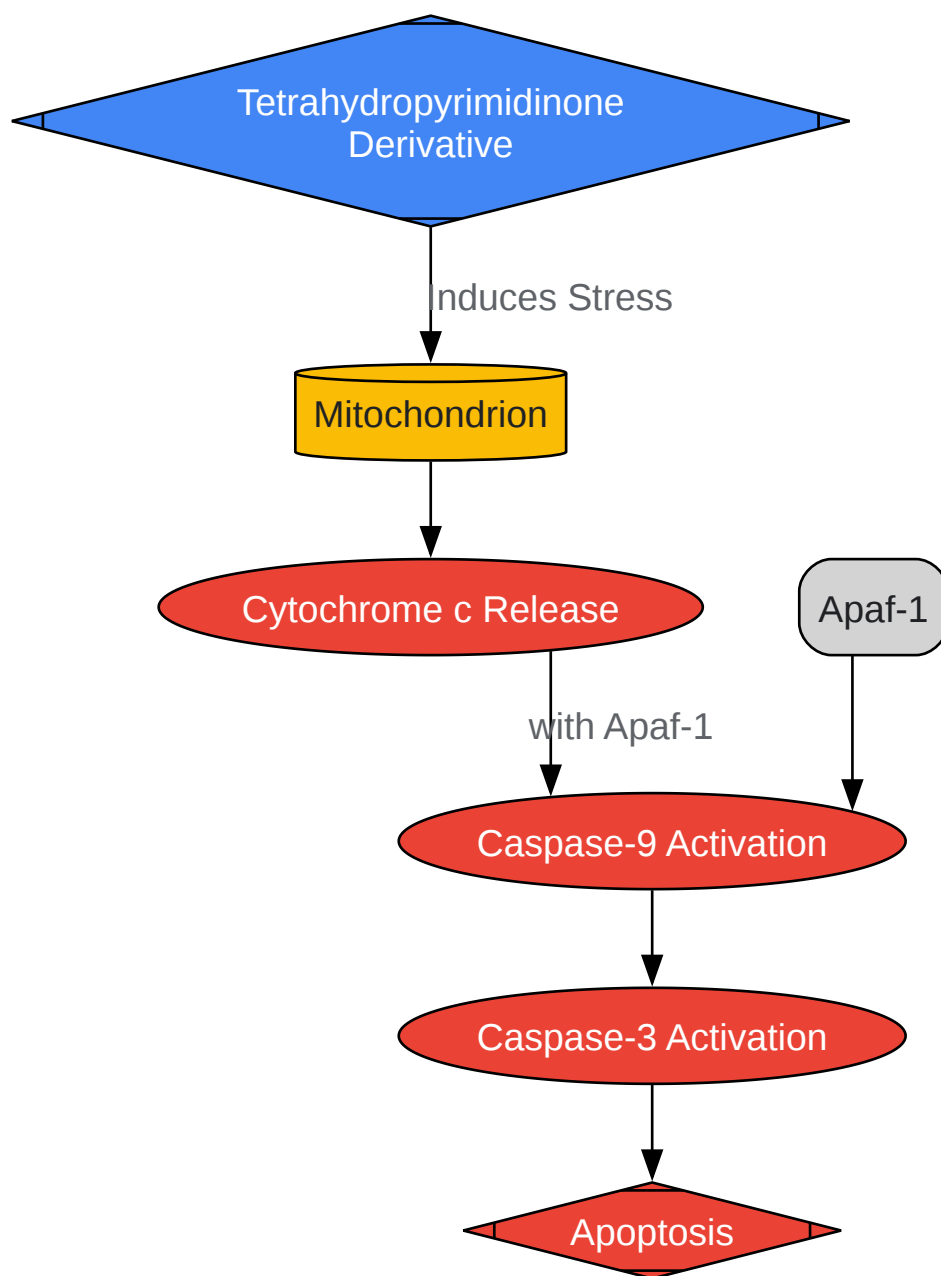 Tetrahydropyrimidinone
Derivative
Induces Stress
Mitochondrion
Cytochrome c Release
Apaf-1
with Apaf-1
Caspase-9 Activation
Caspase-3 Activation
Apoptosis